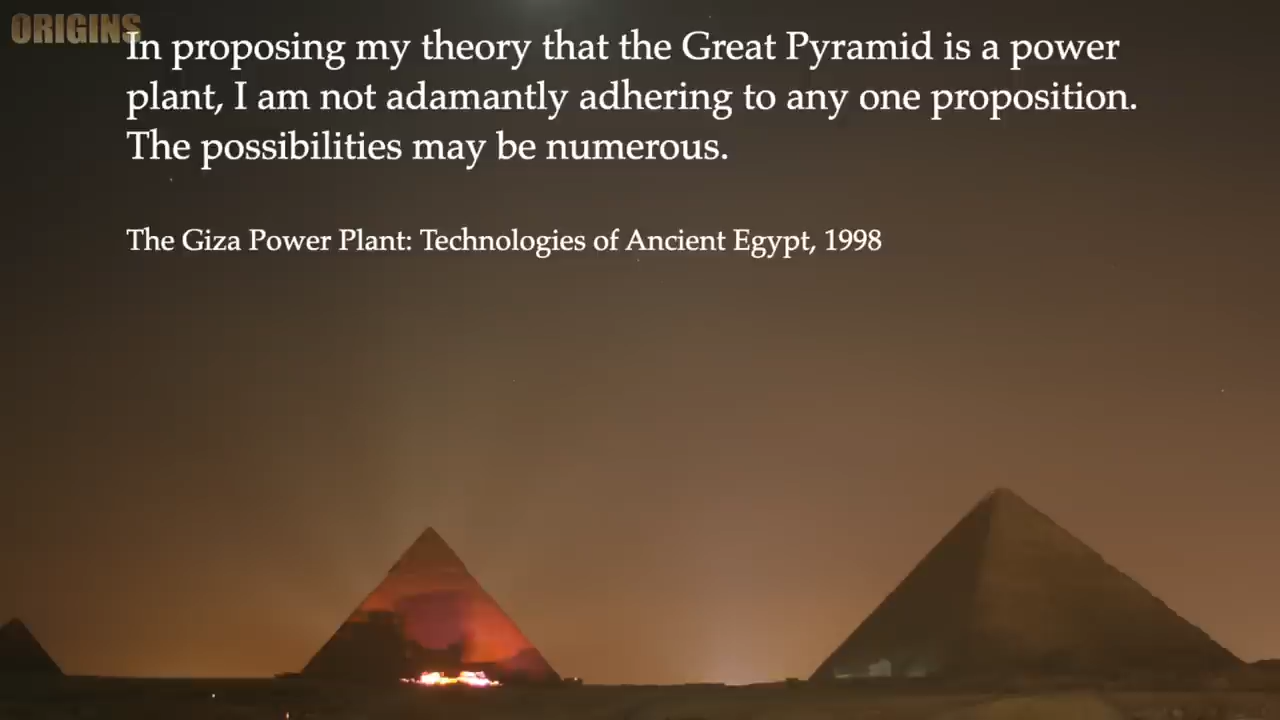 ORIGINS
In proposing my theory that the Great Pyramid is a power
plant, I am not adamantly adhering to any one proposition.
The possibilities may be numerous.
The Giza Power Plant: Technologies of Ancient Egypt, 1998